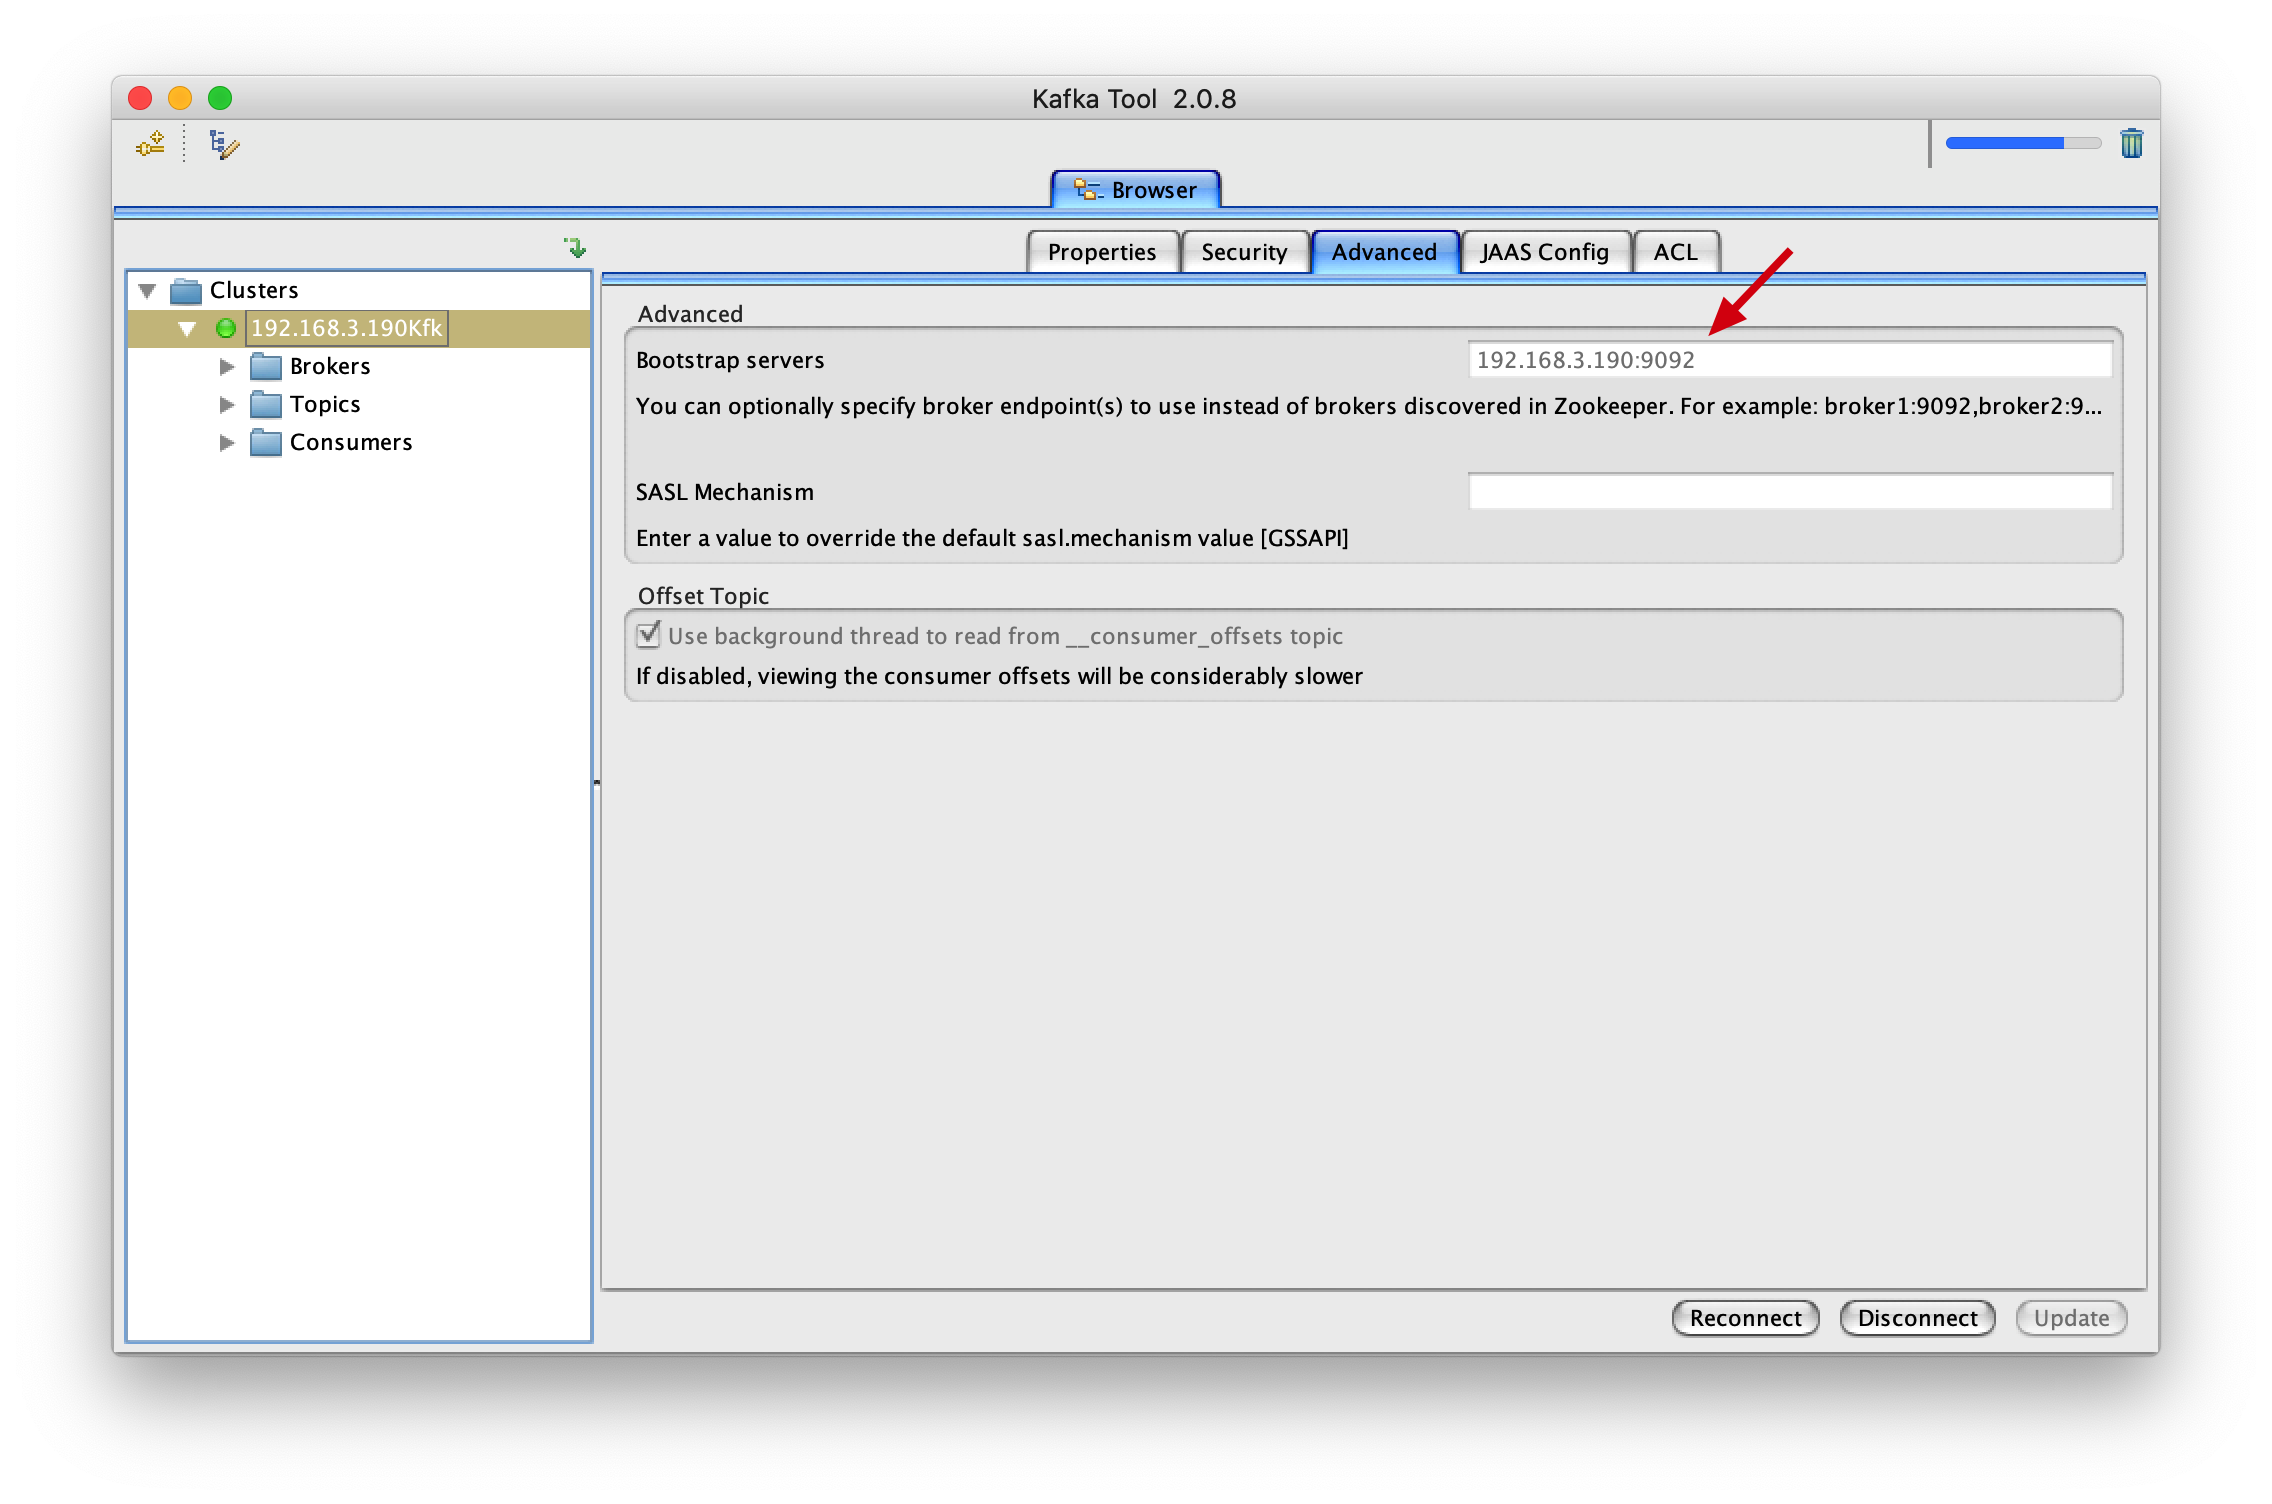 Kafka Tool 2.0.8
Browser
Properties Security Advanced JAAS Config ACL
Clusters
192.168.3.190Kfk
Brokers
Topics
Consumers
Advanced
Bootstrap servers 192.168.3.190:9092
You can optionally specify broker endpoint(s) to use instead of brokers discovered in Zookeeper. For example: broker1:9092,broker2:9...
SASL Mechanism
Enter a value to override the default sasl.mechanism value [GSSAPI]
Offset Topic
Use background thread to read from __consumer_offsets topic
If disabled, viewing the consumer offsets will be considerably slower
Reconnect Disconnect Update